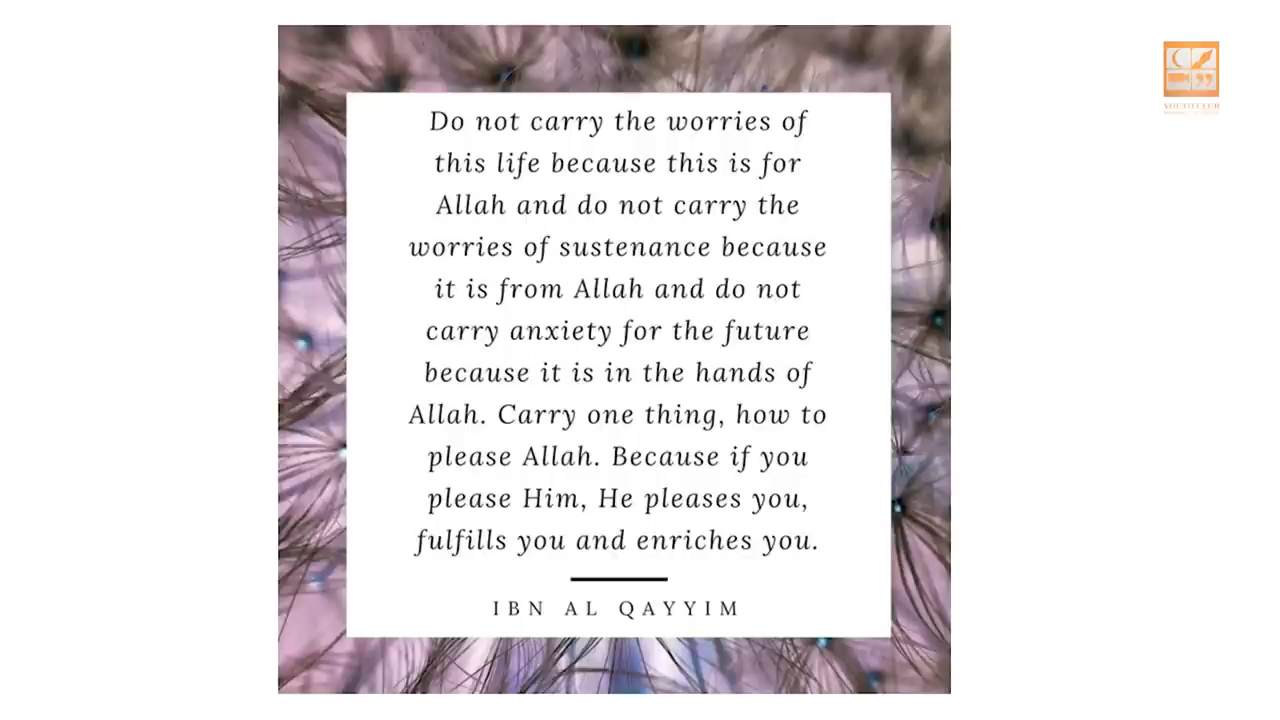 Do not carry the worries of
this life because this is for
Allah and do not carry the
worries of sustenance because
it is from Allah and do not
carry anxiety for the future
because it is in the hands of
Allah. Carry one thing, how to
please Allah. Because if you
please Him, He pleases you,
fulfills you and enriches you.
IBN AL QAYYIM
YOUTH CLUB